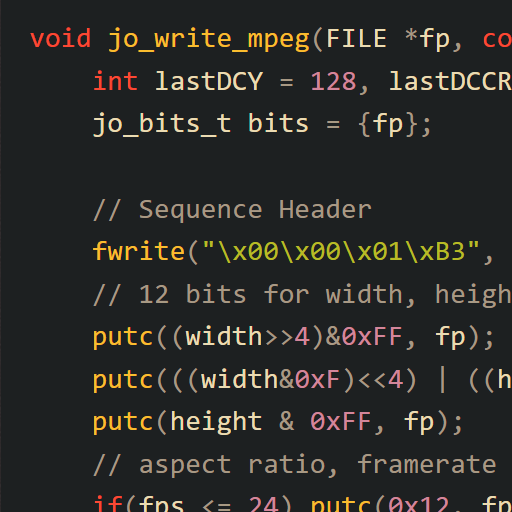 void jo_write_mpeg(FILE *fp, co
int lastDCY = 128, lastDCCR
jo_bits_t bits = {fp};
// Sequence Header
fwrite("\x00\x00\x01\xB3",
// 12 bits for width, heigh
putc((width>>4)&0xFF, fp);
putc(((width&0xF)<<4) | ((h
putc(height & 0xFF, fp);
// aspect ratio, framerate
if(fps <= 24) putc(0x12, fp